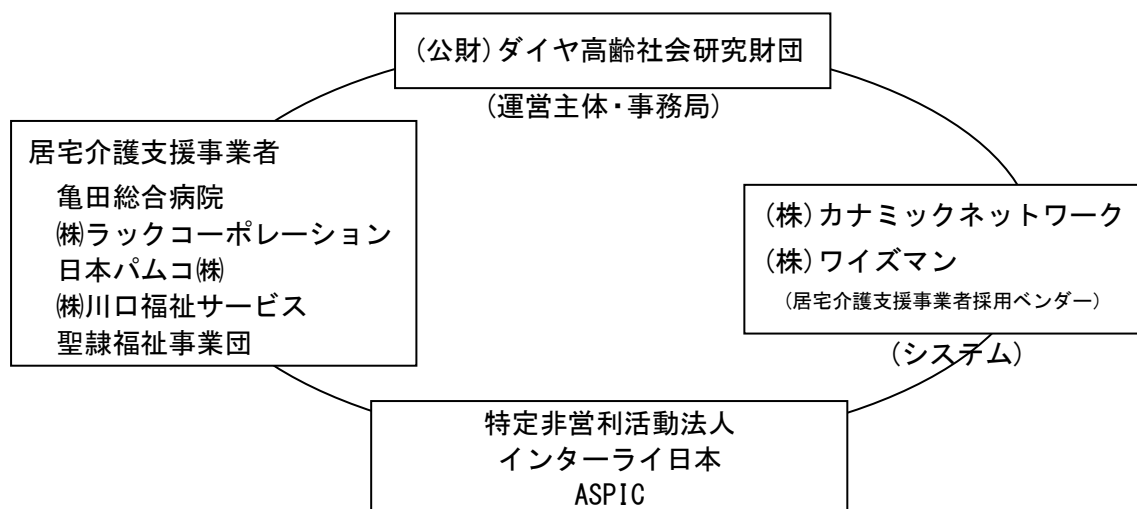 (公財)ダイヤ高齢社会研究財団
(運営主体・事務局)
居宅介護支援事業者
亀田総合病院
㈱ラックコーポレーション
日本パムコ㈱
㈱川口福祉サービス
聖隷福祉事業団
(株)カナミックネットワーク
(株)ワイズマン
(居宅介護支援事業者採用ベンダー)
(システム)
特定非営利活動法人
インターライ日本
ASPIC